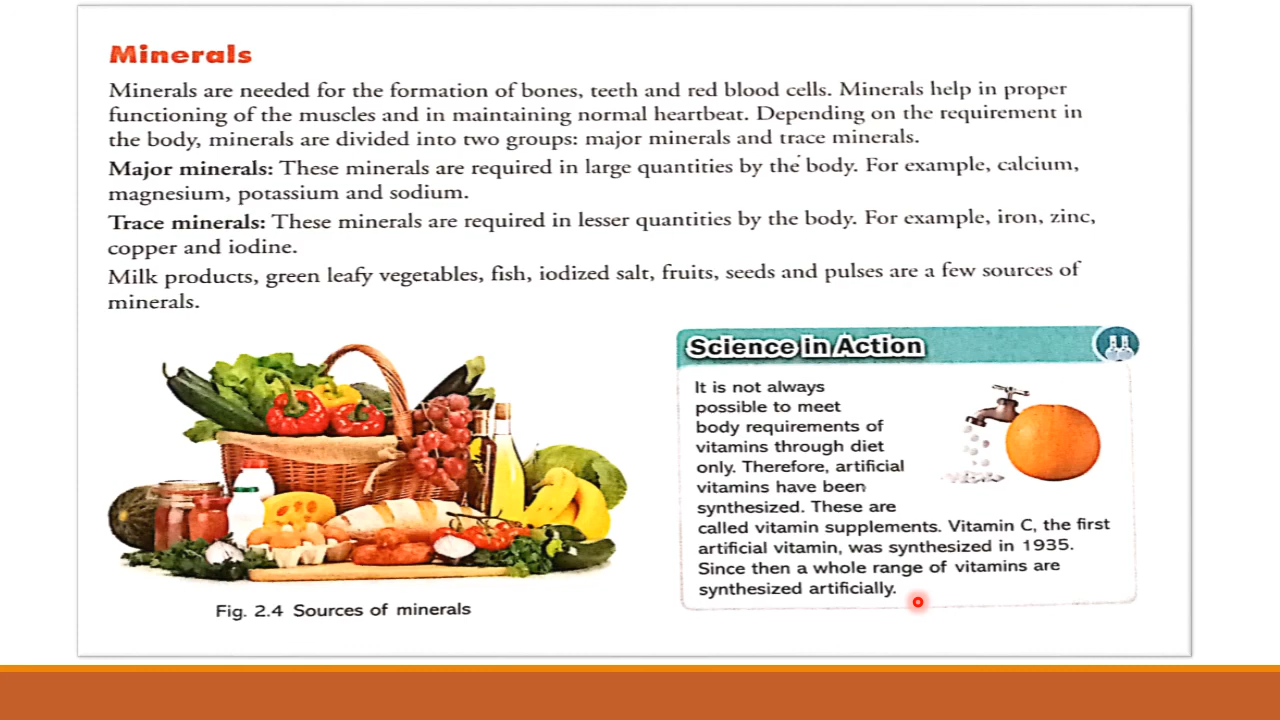 Minerals
Minerals are needed for the formation of bones, teeth and red blood cells. Minerals help in proper
functioning of the muscles and in maintaining normal heartbeat. Depending on the requirement in
the body, minerals are divided into two groups: major minerals and trace minerals.
Major minerals: These minerals are required in large quantities by the body. For example, calcium,
magnesium, potassium and sodium.
Trace minerals: These minerals are required in lesser quantities by the body. For example, iron, zinc,
copper and iodine.
Milk products, green leafy vegetables, fish, iodized salt, fruits, seeds and pulses are a few sources of
minerals.
Fig. 2.4 Sources of minerals
Science in Action
It is not always
possible to meet
body requirements of
vitamins through diet
only. Therefore, artificial
vitamins have been
synthesized. These are
called vitamin supplements. Vitamin C, the first
artificial vitamin, was synthesized in 1935.
Since then a whole range of vitamins are
synthesized artificially.